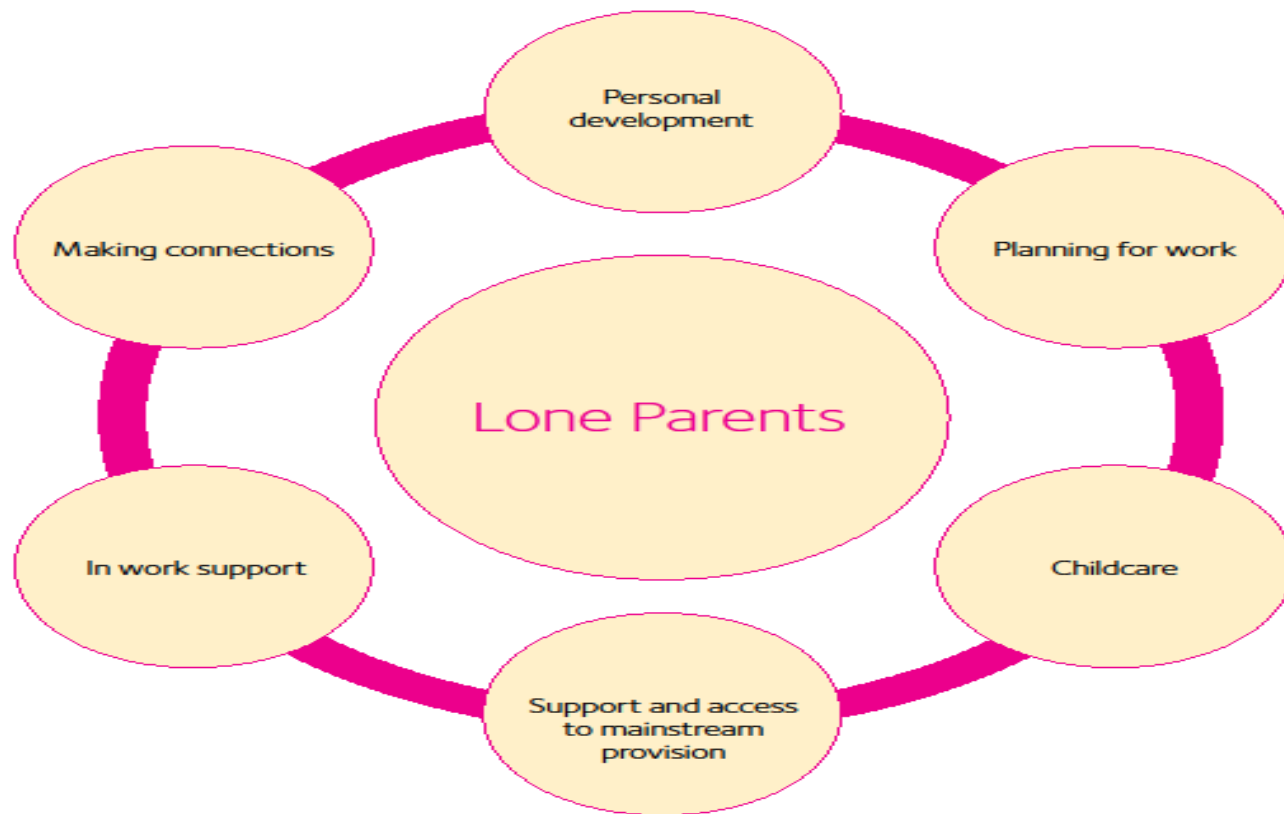 Personal
development
Making connections
Planning for work
Lone Parents
In work support
Childcare
Support and access
to mainstream
provision